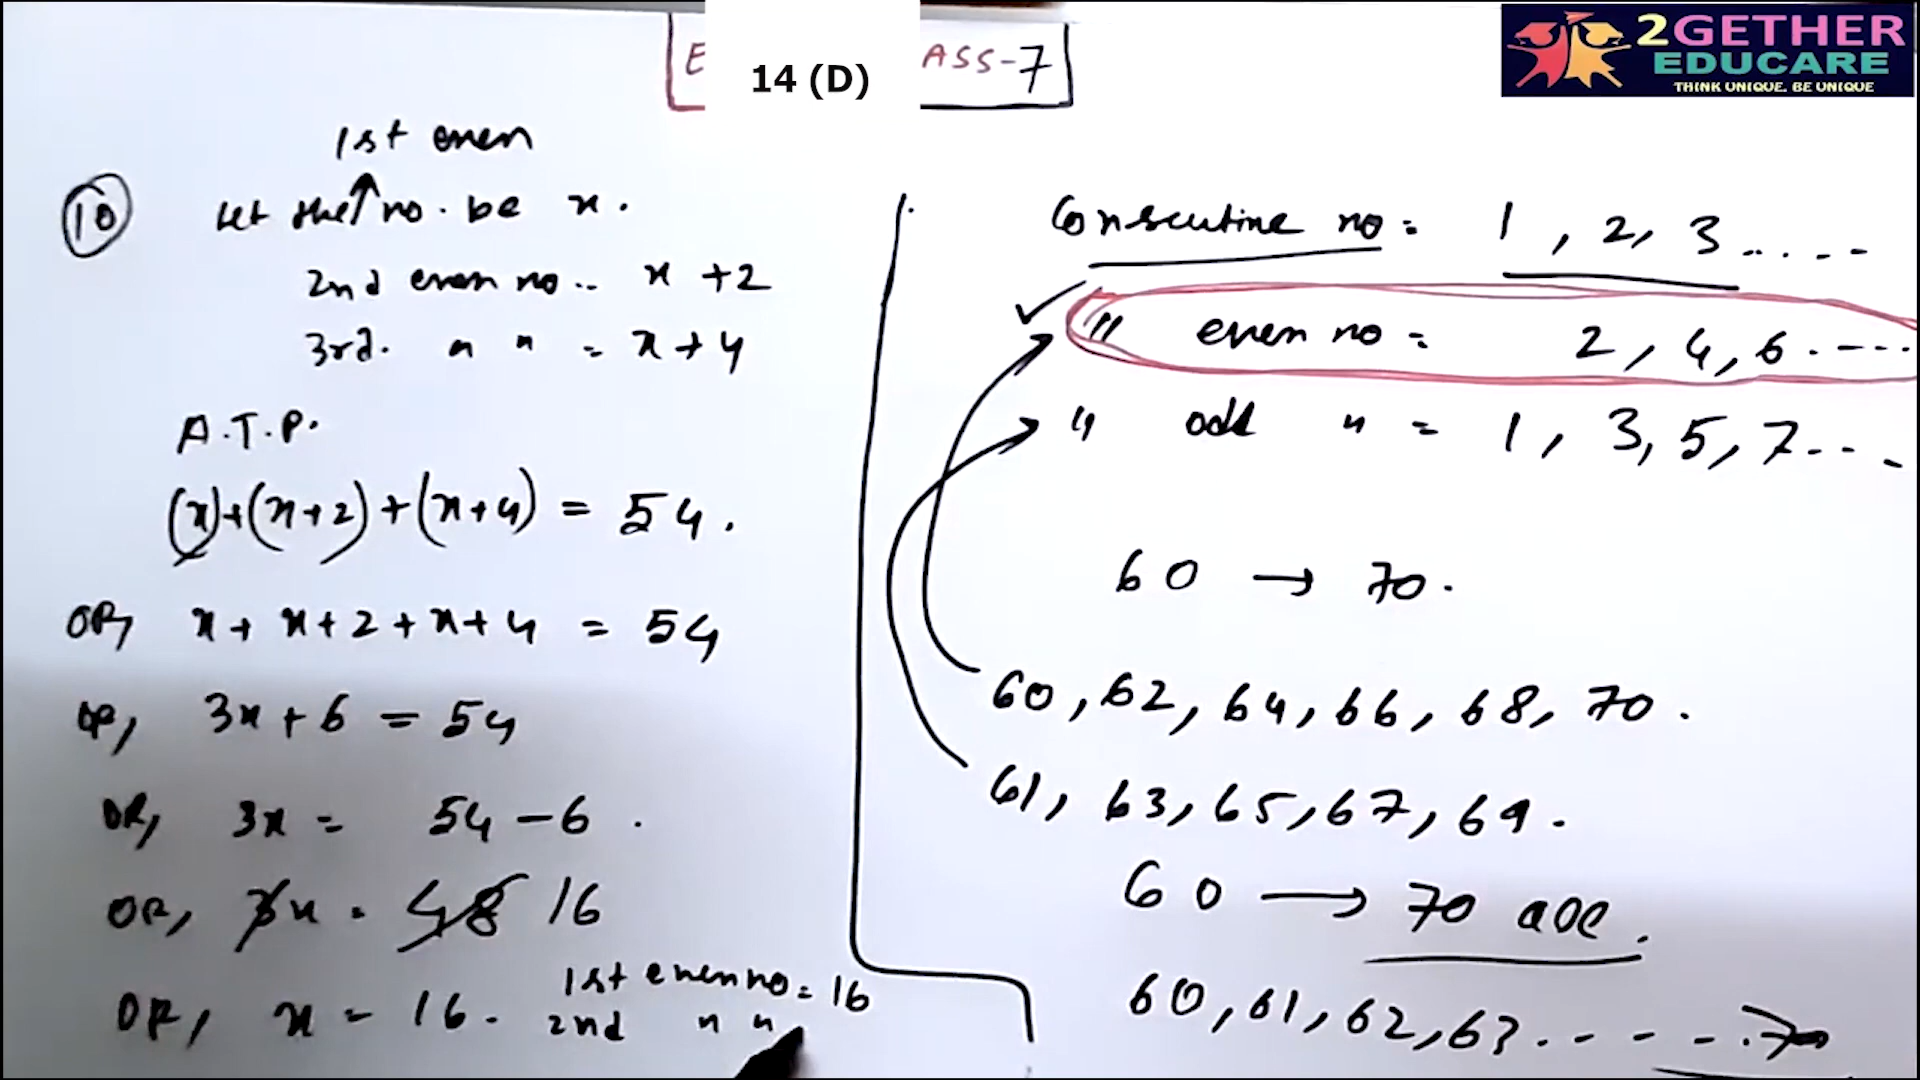 14 (D)
ASS-7
2GETHER
EDUCARE
THINK UNIQUE. BE UNIQUE
1st even
10 Let the no. be x.
2nd even no.. x + 2
3rd. " " = x + 4
A.T.P.
(x)+(x+2)+(x+4) = 54.
OR, x + x + 2 + x + 4 = 54
OR, 3x + 6 = 54
OR, 3x = 54 - 6.
OR, 3x = 48 16
OR, x = 16.
1st even no = 16
2nd " "
Consecutive no = 1, 2, 3.....
" even no = 2, 4, 6.----
" odd " = 1, 3, 5, 7---
60 → 70.
60, 62, 64, 66, 68, 70.
61, 63, 65, 67, 69.
60 → 70
60, 61, 62, 63.----.70